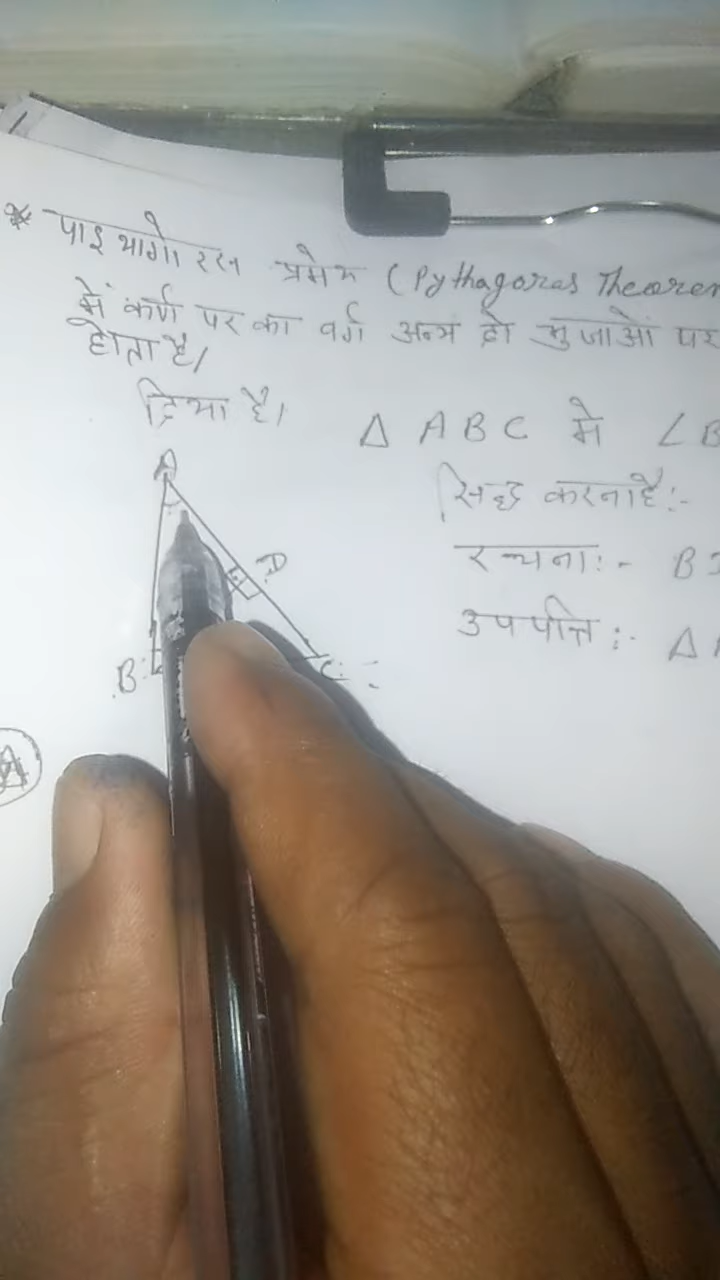 * पाइथागोरस प्रमेय (Pythagoras Theorem
में कर्ण पर का वर्ग अन्य दो भुजाओं पर
होता है।
दिया है। Δ ABC में ∠B
सिद्ध करना है:-
रचना:- B
उपपत्ति:- Δ
A
D
B
C